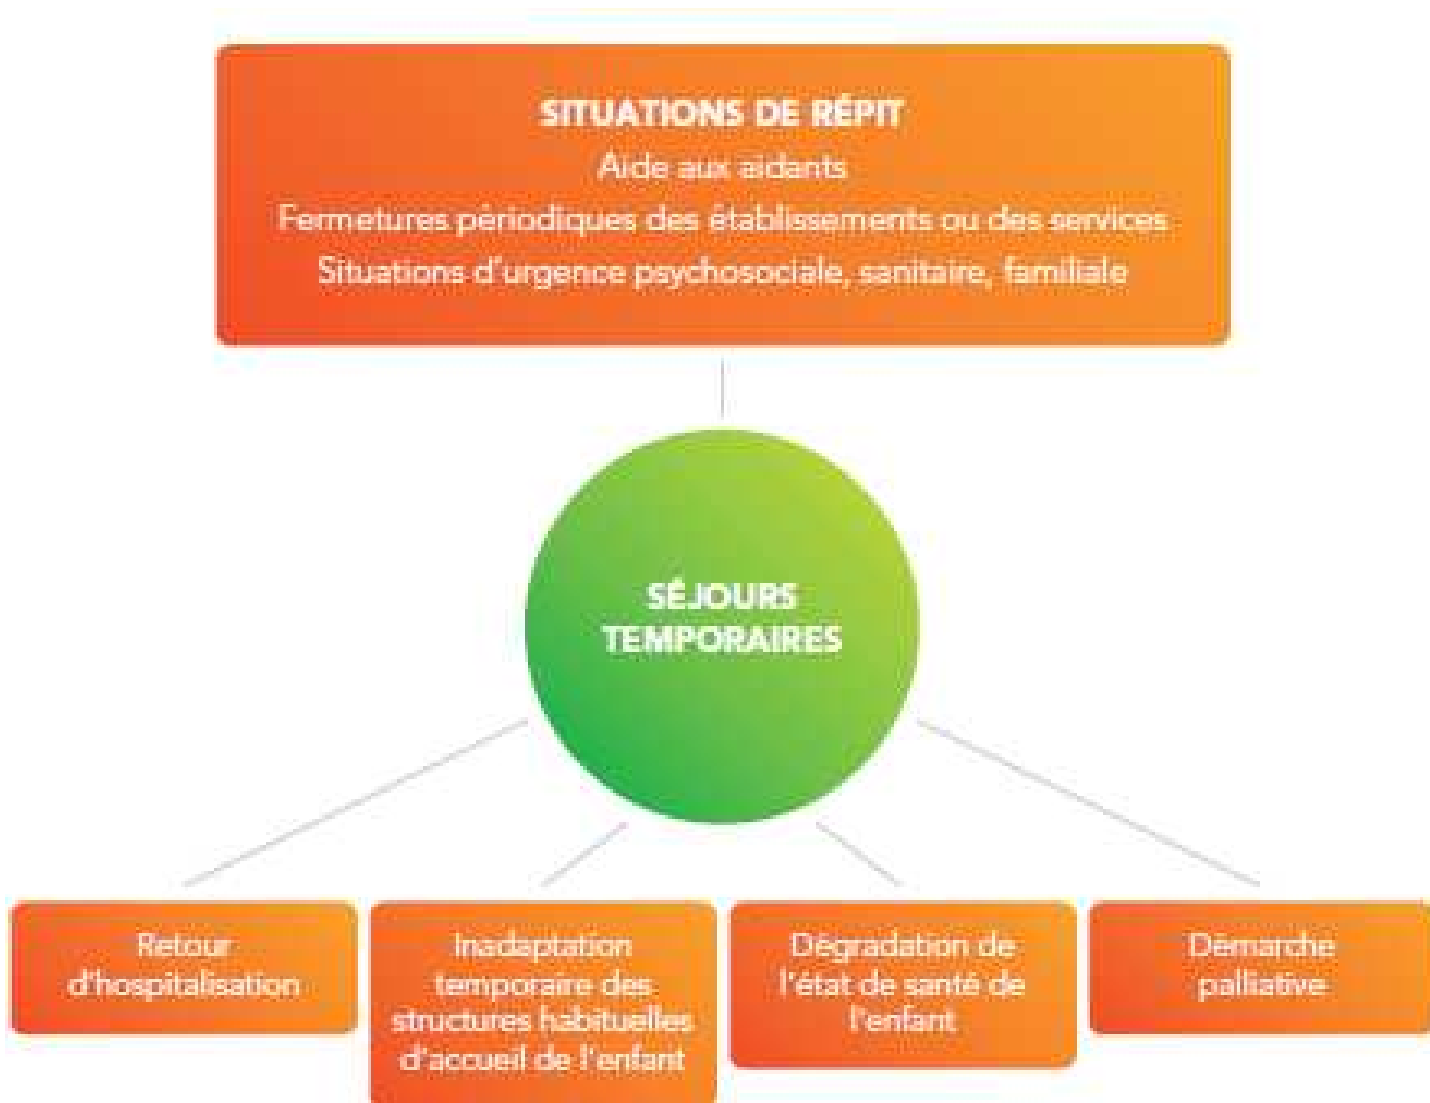 SITUATIONS DE RÉPIT
Aide aux aidants
Fermetures périodiques des établissements ou des services
Situations d'urgence psychosociale, sanitaire, familiale
SÉJOURS
TEMPORAIRES
Retour
d'hospitalisation
Inadaptation
temporaire des
structures habituelles
d'accueil de l'enfant
Dégradation de
l'état de santé de
l'enfant
Démarche
palliative